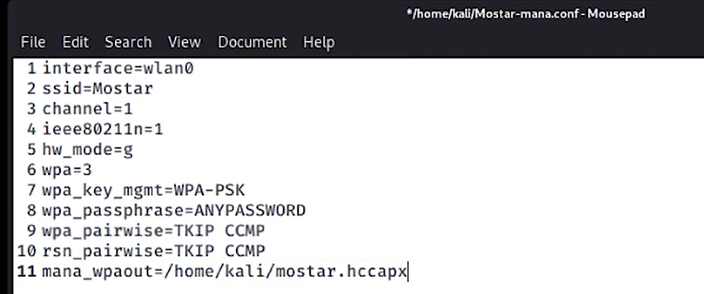 */home/kali/Mostar-mana.conf - Mousepad
File Edit Search View Document Help
1 interface=wlan0
2 ssid=Mostar
3 channel=1
4 ieee80211n=1
5 hw_mode=g
6 wpa=3
7 wpa_key_mgmt=WPA-PSK
8 wpa_passphrase=ANYPASSWORD
9 wpa_pairwise=TKIP CCMP
10 rsn_pairwise=TKIP CCMP
11 mana_wpaout=/home/kali/mostar.hccapx